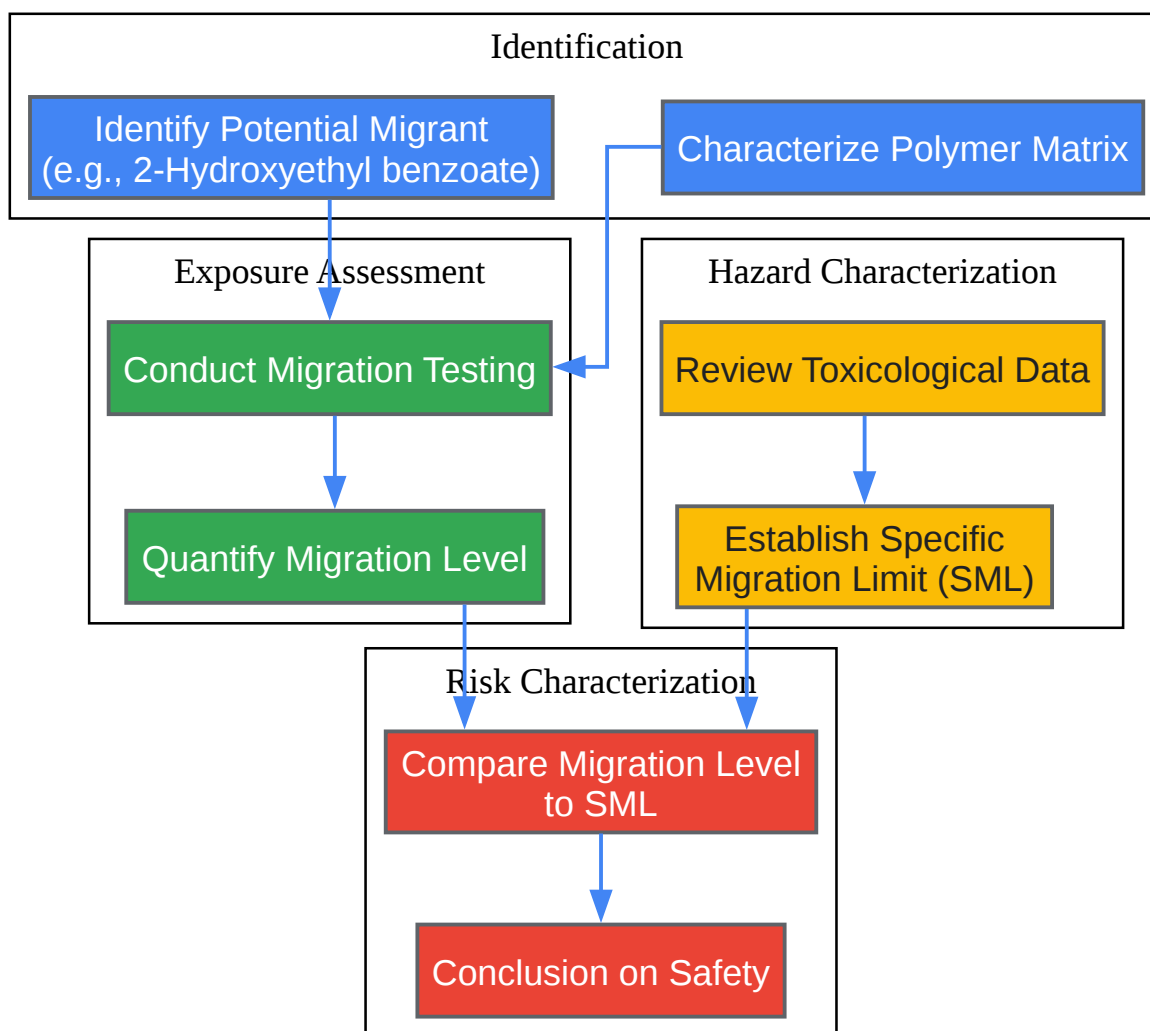 Identification
Identify Potential Migrant
(e.g., 2-Hydroxyethyl benzoate)
Characterize Polymer Matrix
Exposure Assessment
Conduct Migration Testing
Quantify Migration Level
Hazard Characterization
Review Toxicological Data
Establish Specific
Migration Limit (SML)
Risk Characterization
Compare Migration Level
to SML
Conclusion on Safety